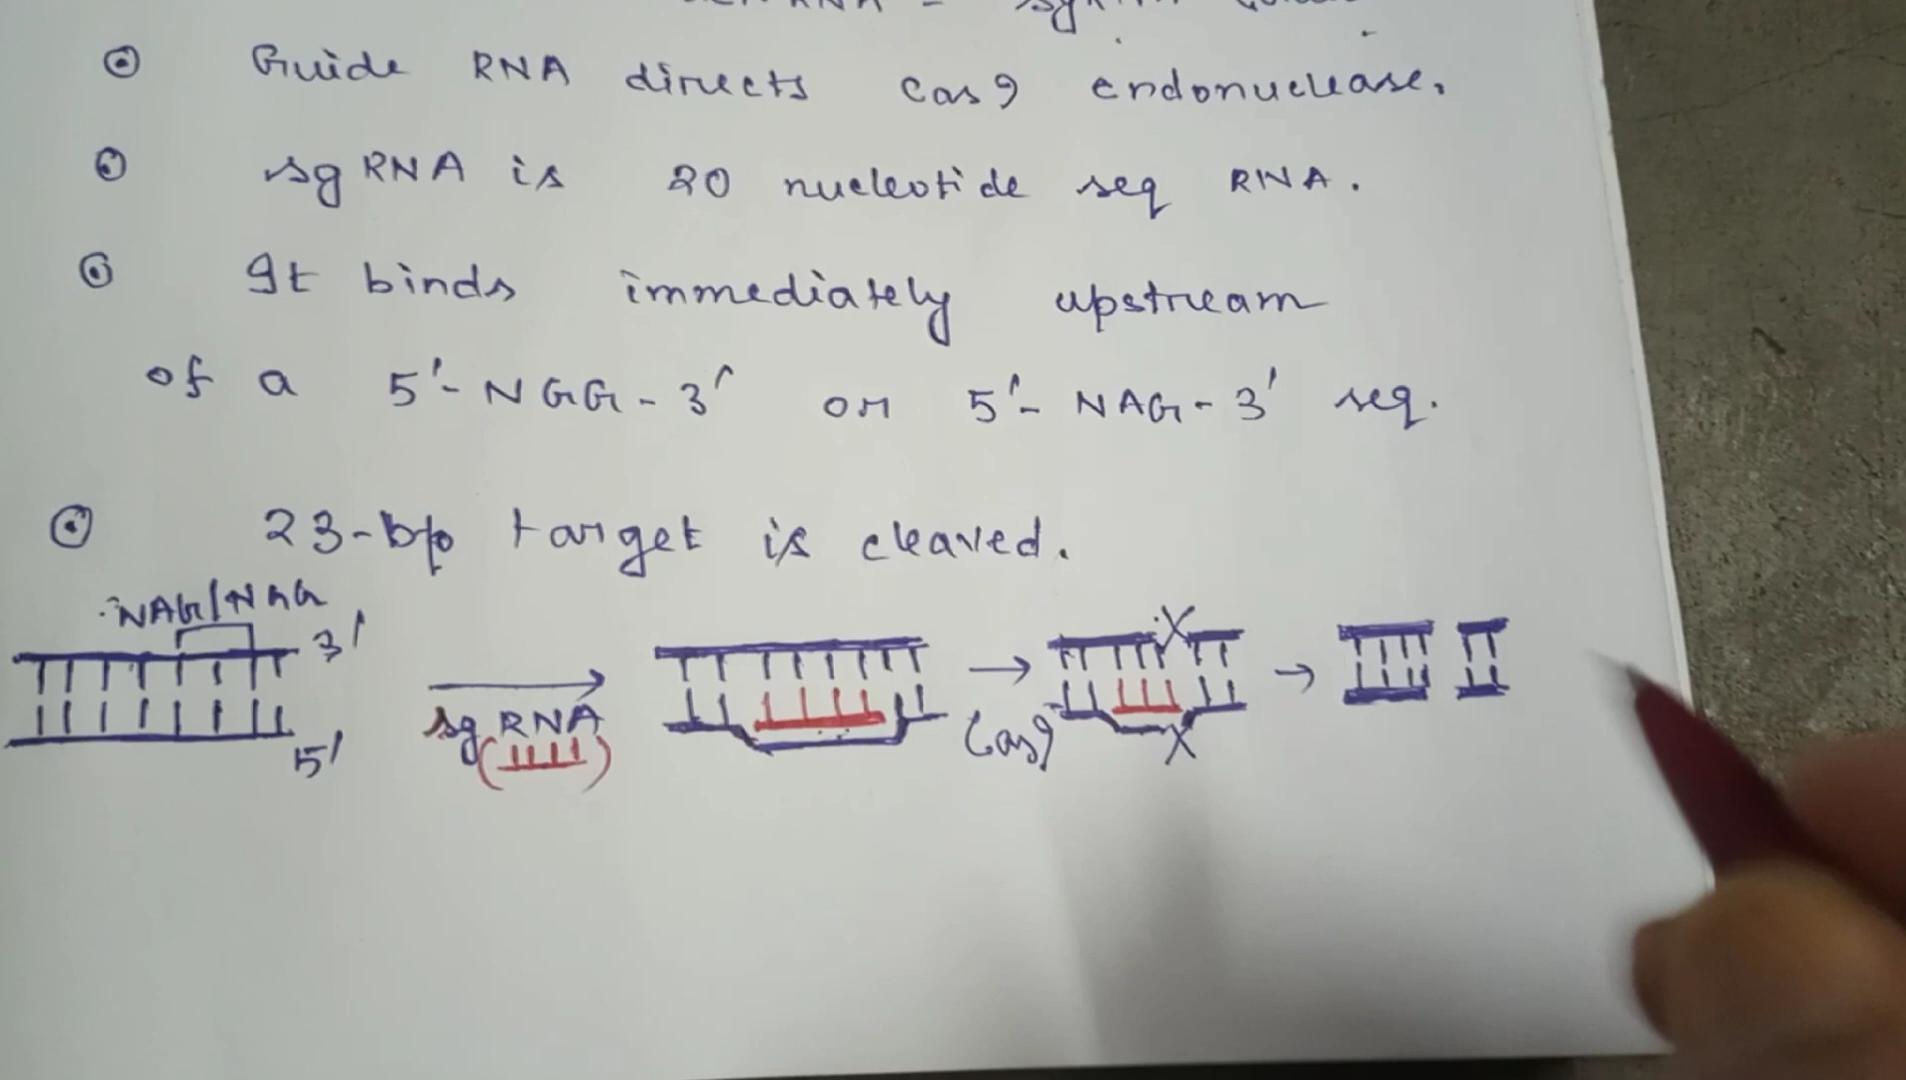 Guide RNA directs cas9 endonuclease.
sgRNA is 20 nucleotide seq RNA.
It binds immediately upstream
of a 5'-NGG-3' or 5'-NAG-3' seq.
23-bp target is cleaved.
NAG/NGG
3'
5'
sgRNA
Cas9
X
X